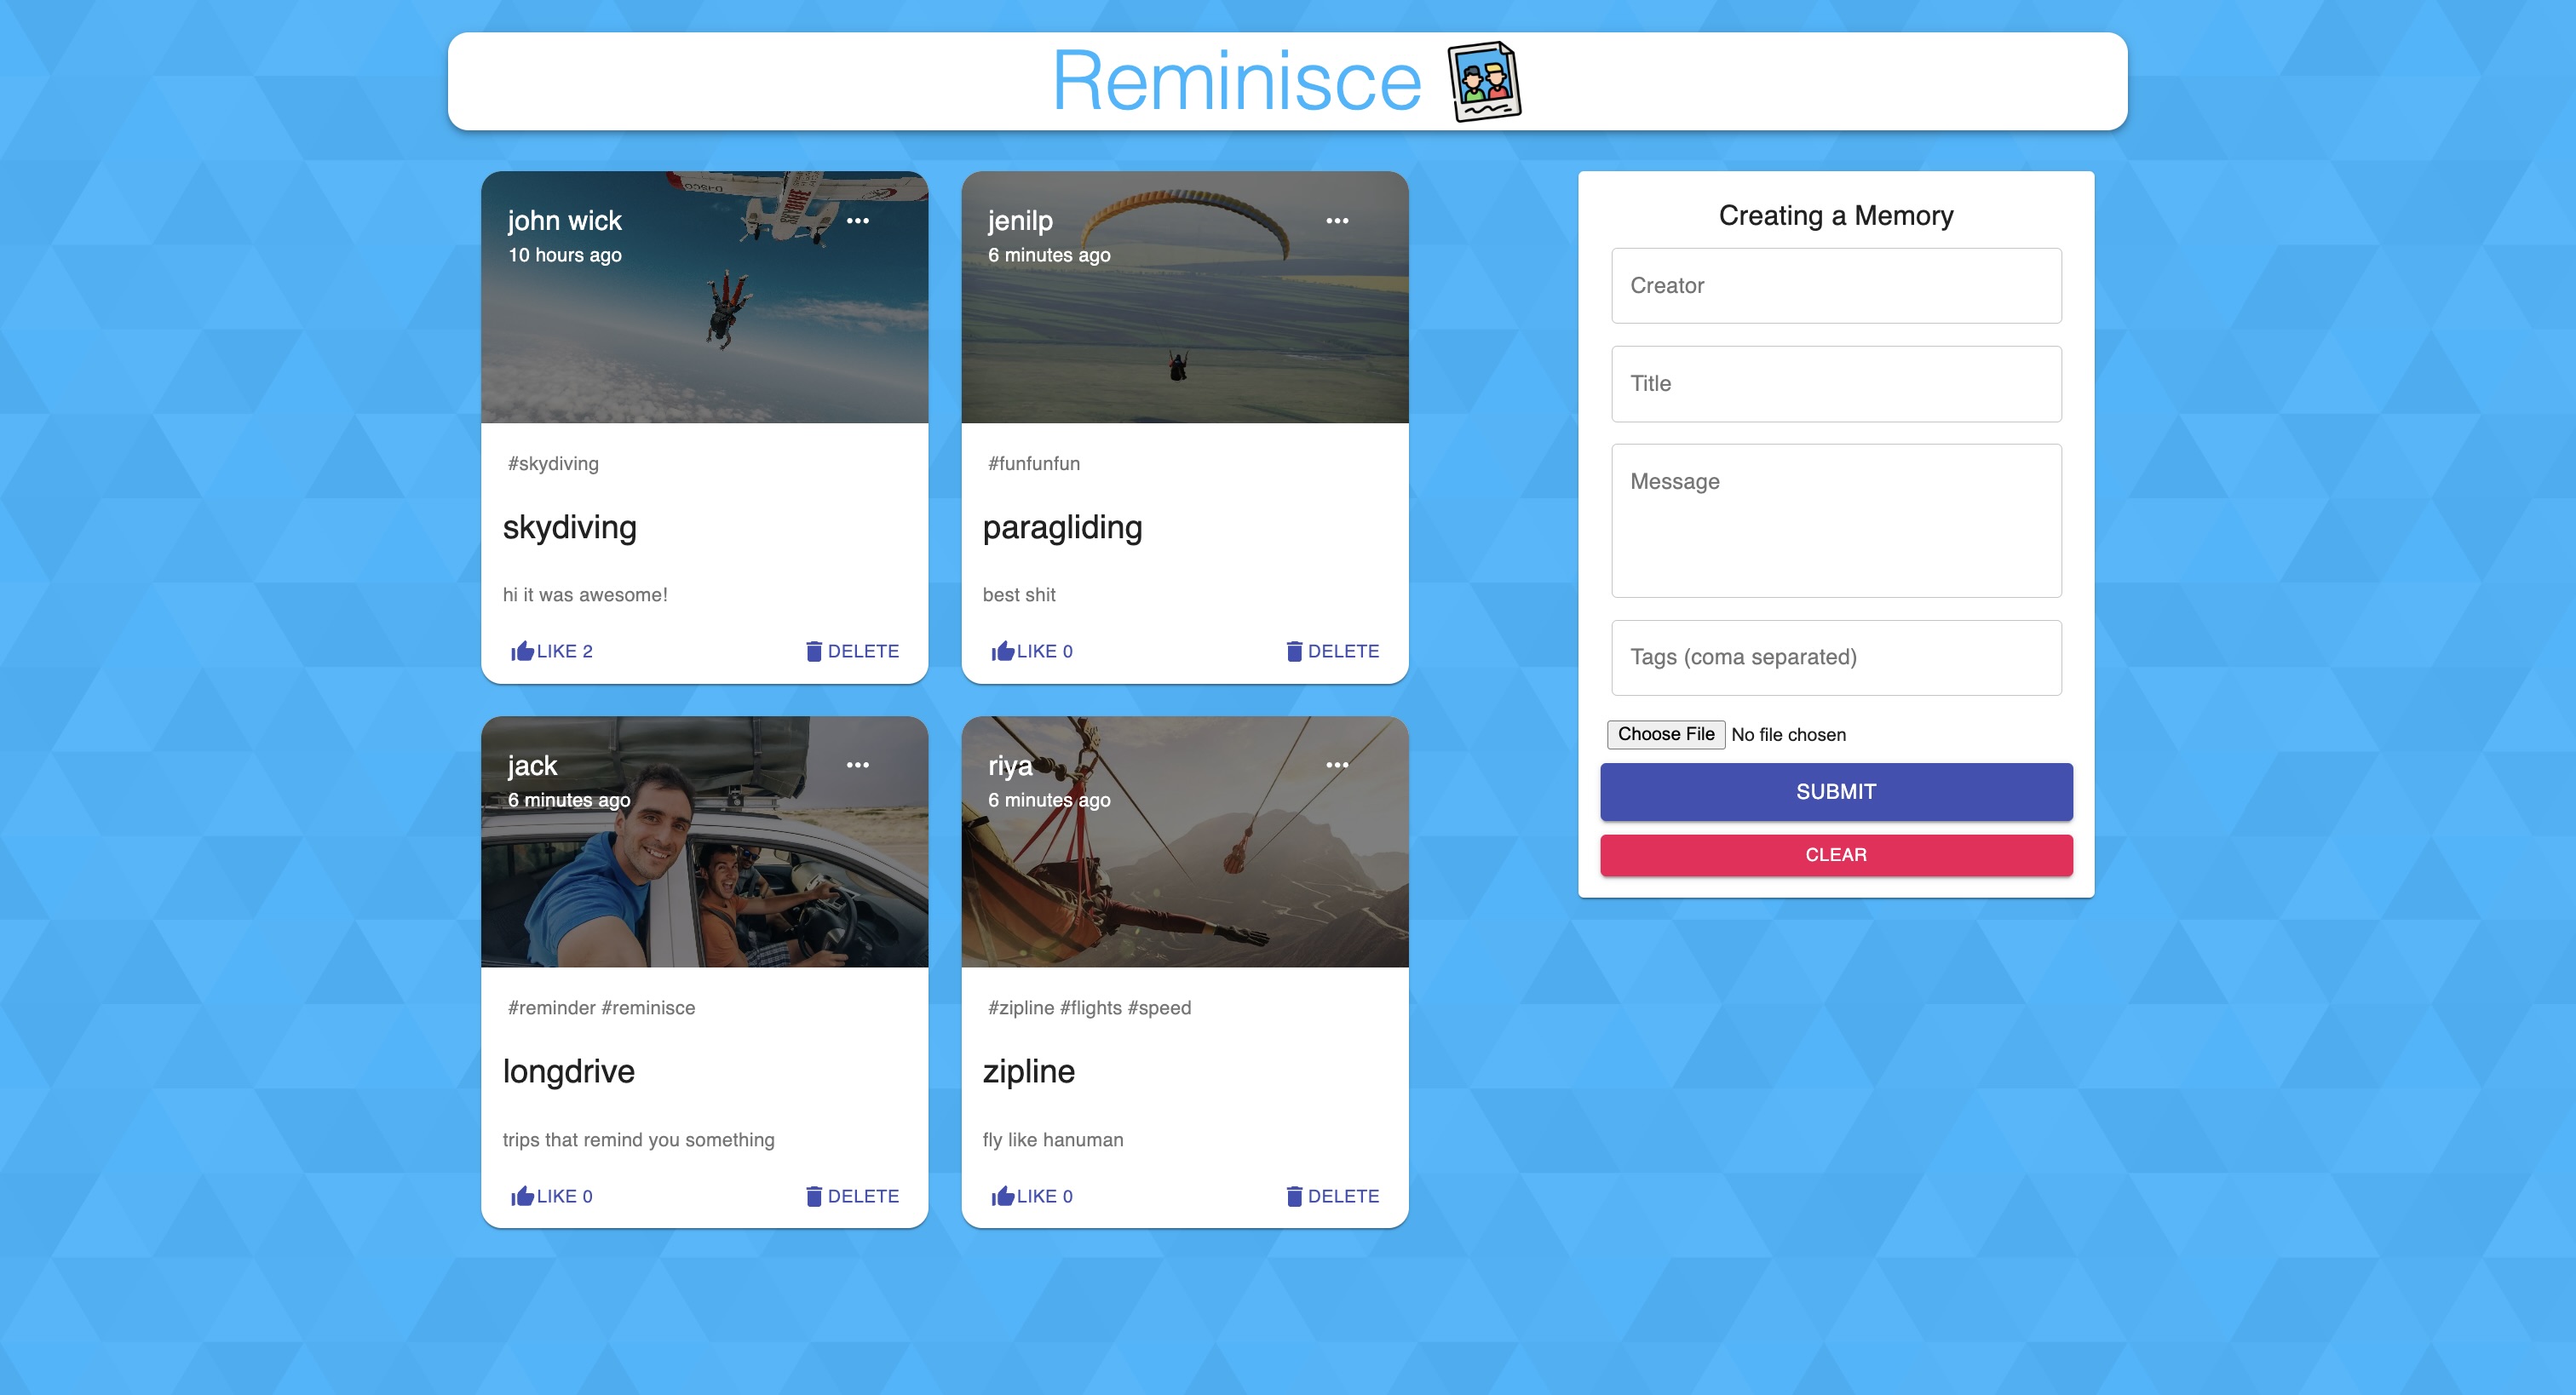 Reminisce
john wick
10 hours ago
SKYDIVE
#skydiving
skydiving
hi it was awesome!
LIKE 2
DELETE
jenilp
6 minutes ago
#funfunfun
paragliding
best shit
LIKE 0
DELETE
jack
6 minutes ago
#reminder #reminisce
longdrive
trips that remind you something
LIKE 0
DELETE
riya
6 minutes ago
#zipline #flights #speed
zipline
fly like hanuman
LIKE 0
DELETE
Creating a Memory
Creator
Title
Message
Tags (coma separated)
Choose File No file chosen
SUBMIT
CLEAR